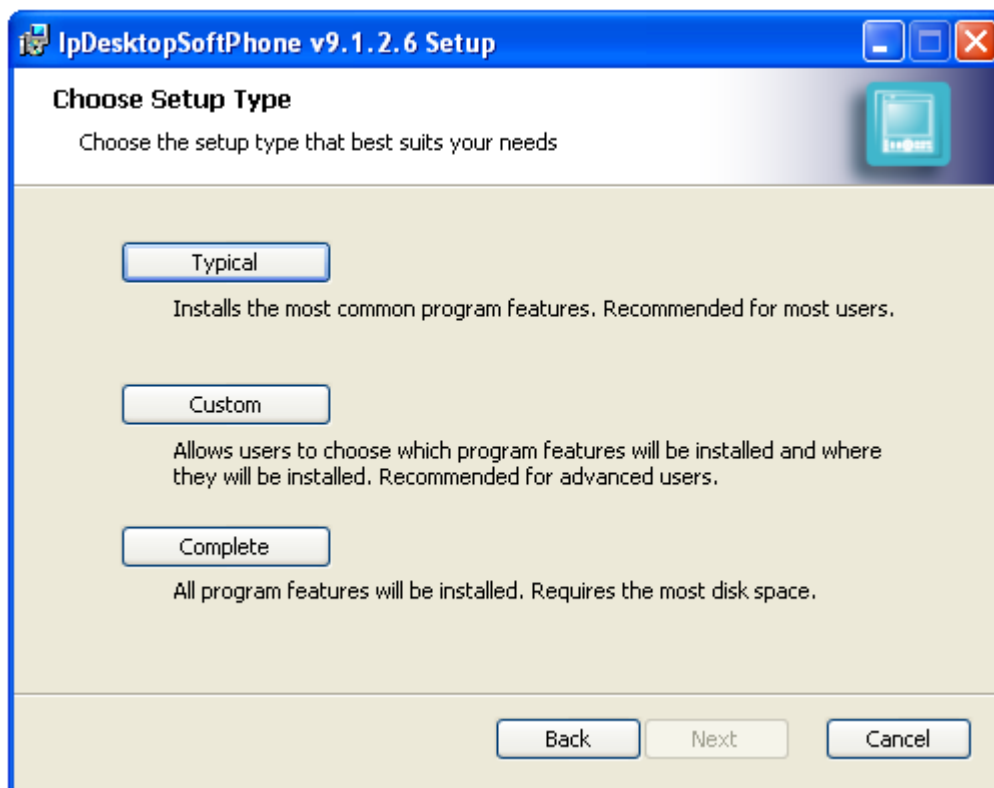 IpDesktopSoftPhone v9.1.2.6 Setup
Choose Setup Type
Choose the setup type that best suits your needs
Typical
Installs the most common program features. Recommended for most users.
Custom
Allows users to choose which program features will be installed and where
they will be installed. Recommended for advanced users.
Complete
All program features will be installed. Requires the most disk space.
Back
Next
Cancel